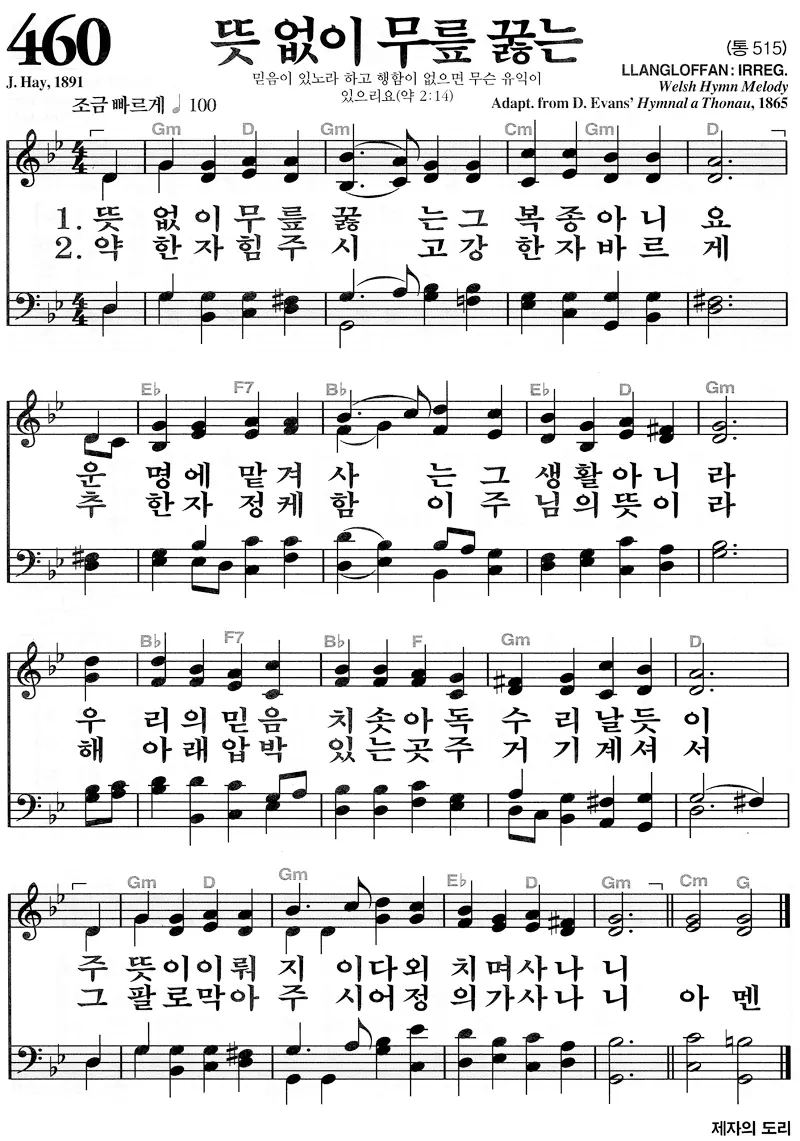 460 뜻 없이 무릎 꿇는 (통 515)
J. Hay, 1891
믿음이 있노라 하고 행함이 없으면 무슨 유익이
있으리요(약 2:14)
LLANGLOFFAN : IRREG.
Welsh Hymn Melody
Adapt. from D. Evans' Hymnal a Thonau, 1865
조금 빠르게 ♩ 100
Gm D Gm Cm Gm D
1. 뜻 없이 무릎 꿇 는 그 복종 아니 요
2. 약 한 자 힘 주 시 고 강 한 자 바르 게
E♭ F7 B♭ E♭ D Gm
운 명에 맡겨 사 는 그 생활 아니라
추 한자 정케 함 이 주 님의 뜻이라
B♭ F7 B♭ F Gm D
우 리의 믿음 치솟아 독 수리 날듯이
해 아래 압박 있는곳 주 거기 계셔서
Gm D Gm E♭ D Gm Cm G
주 뜻이 이뤄 지 이다 외 치며 사나니
그 팔로 막아 주 시어 정 의가 사나니 아멘
제자의 도리